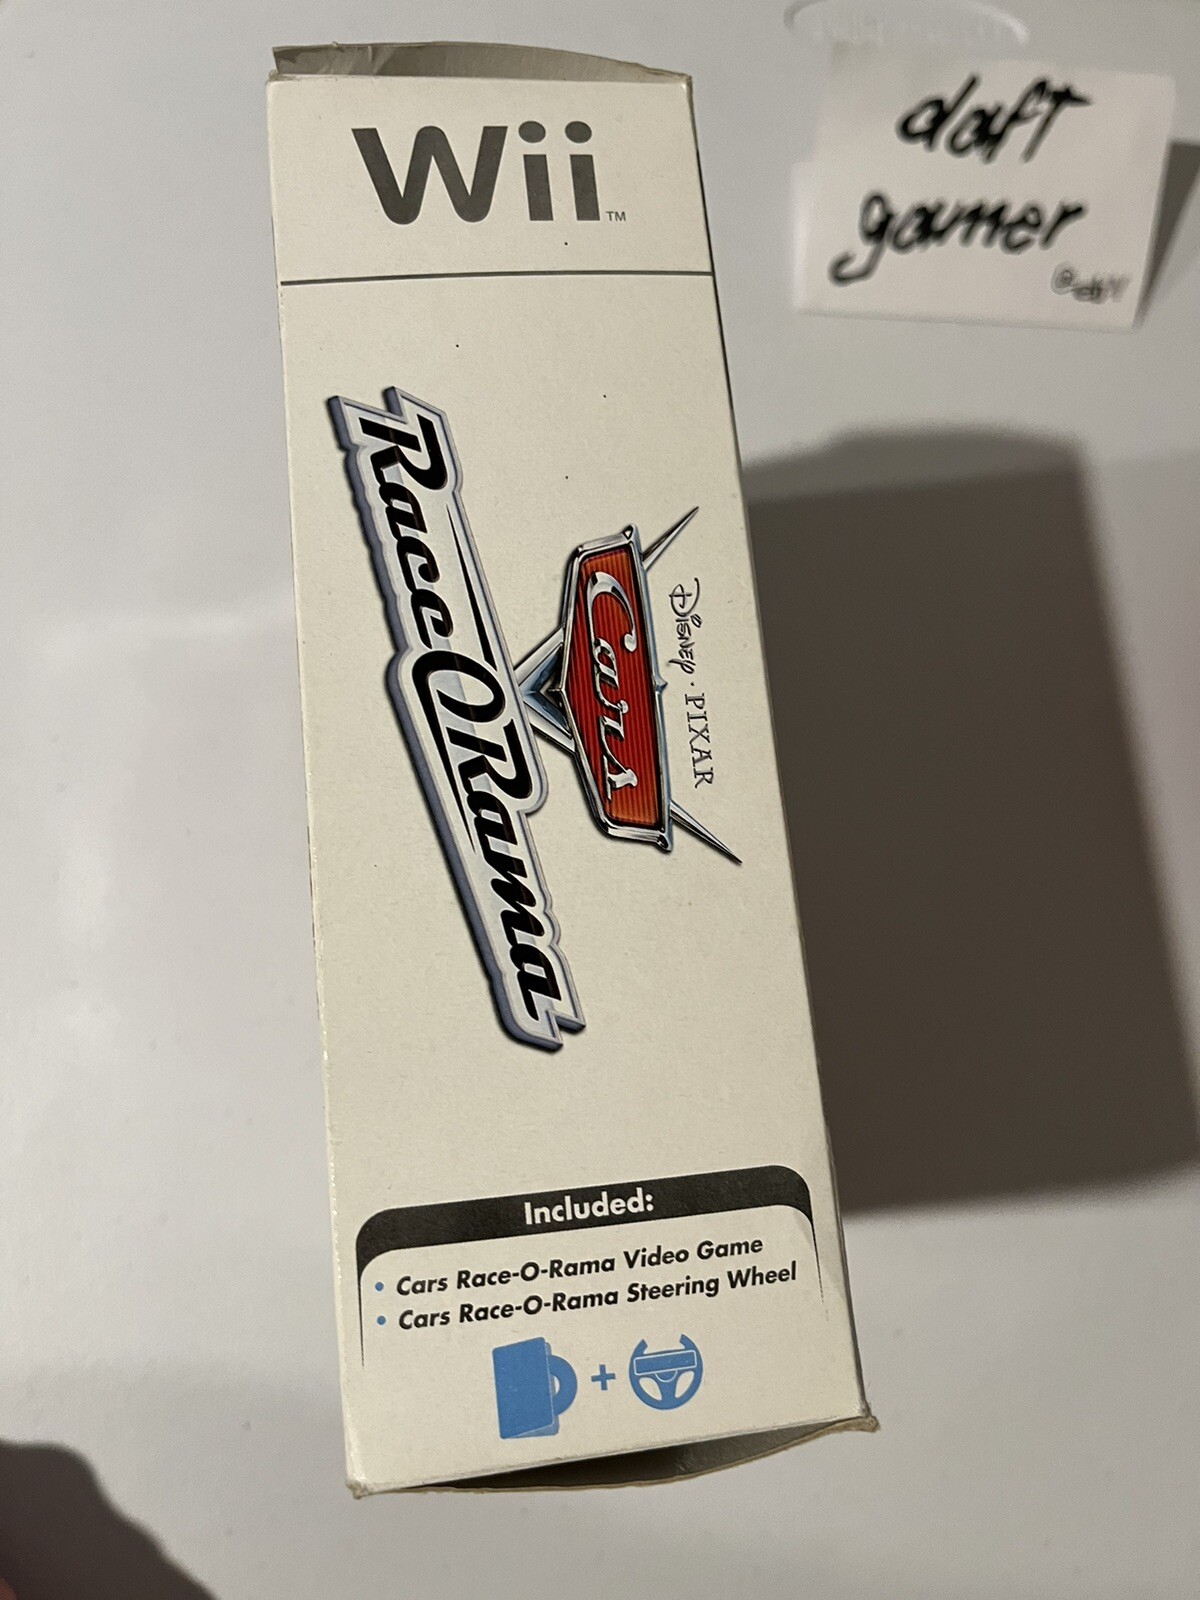 Wii™
Disney · PIXAR
Cars
Race O Rama
Included:
• Cars Race-O-Rama Video Game
• Cars Race-O-Rama Steering Wheel
+
daft
gamer